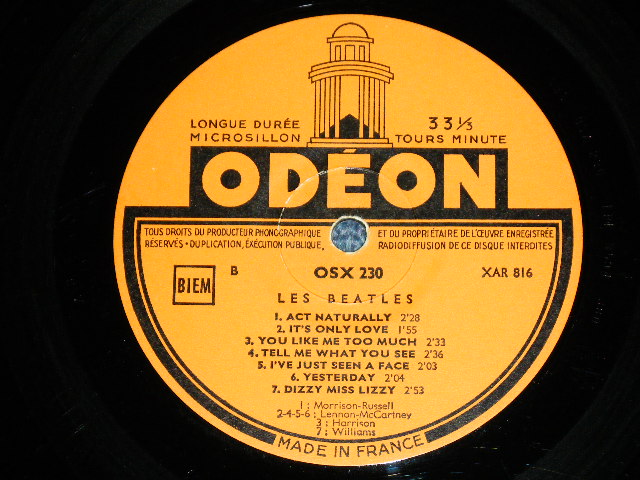 LONGUE DURÉE
MICROSILLON
33 1/3
TOURS MINUTE
ODÉON
TOUS DROITS DU PRODUCTEUR PHONOGRAPHIQUE
RÉSERVÉS • DUPLICATION, EXÉCUTION PUBLIQUE,
ET DU PROPRIÉTAIRE DE L'ŒUVRE ENREGISTRÉE
RADIODIFFUSION DE CE DISQUE INTERDITES
BIEM
B
OSX 230
XAR 816
LES BEATLES
1. ACT NATURALLY 2'28
2. IT'S ONLY LOVE 1'55
3. YOU LIKE ME TOO MUCH 2'33
4. TELL ME WHAT YOU SEE 2'36
5. I'VE JUST SEEN A FACE 2'03
6. YESTERDAY 2'04
7. DIZZY MISS LIZZY 2'53
1 : Morrison-Russell
2-4-5-6 : Lennon-McCartney
3 : Harrison
7 : Williams
MADE IN FRANCE